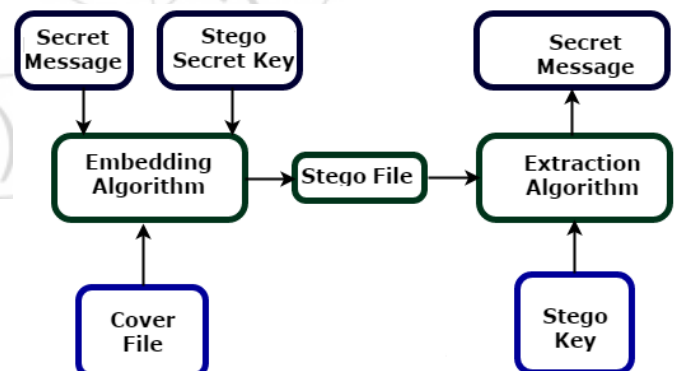 Secret
Message
Stego
Secret Key
Secret
Message
Embedding
Algorithm
Stego File
Extraction
Algorithm
Cover
File
Stego
Key